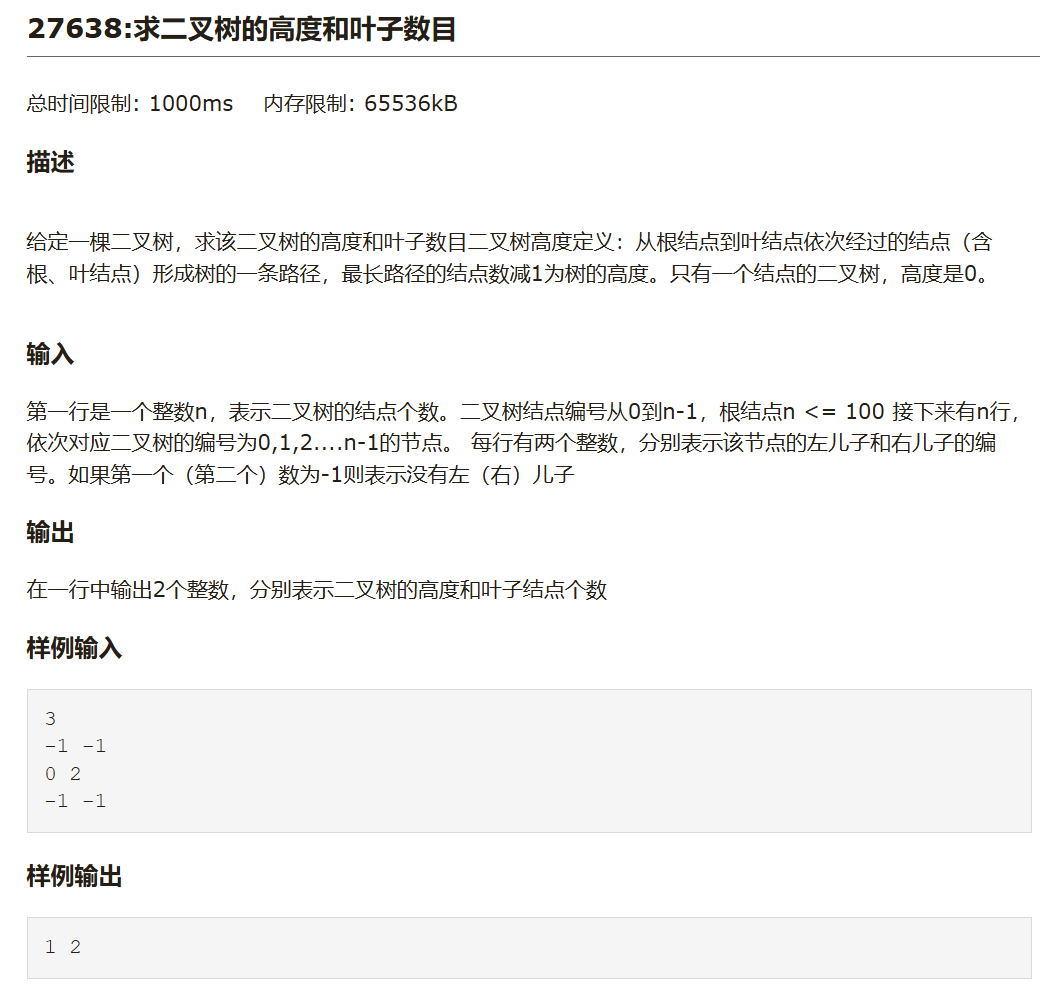 27638:求二叉树的高度和叶子数目
总时间限制: 1000ms 内存限制: 65536kB
描述
给定一棵二叉树，求该二叉树的高度和叶子数目二叉树高度定义：从根结点到叶结点依次经过的结点（含
根、叶结点）形成树的一条路径，最长路径的结点数减1为树的高度。只有一个结点的二叉树，高度是0。
输入
第一行是一个整数n，表示二叉树的结点个数。二叉树结点编号从0到n-1，根结点n <= 100 接下来有n行，
依次对应二叉树的编号为0,1,2....n-1的节点。 每行有两个整数，分别表示该节点的左儿子和右儿子的编
号。如果第一个（第二个）数为-1则表示没有左（右）儿子
输出
在一行中输出2个整数，分别表示二叉树的高度和叶子结点个数
样例输入
3
-1 -1
0 2
-1 -1
样例输出
1 2